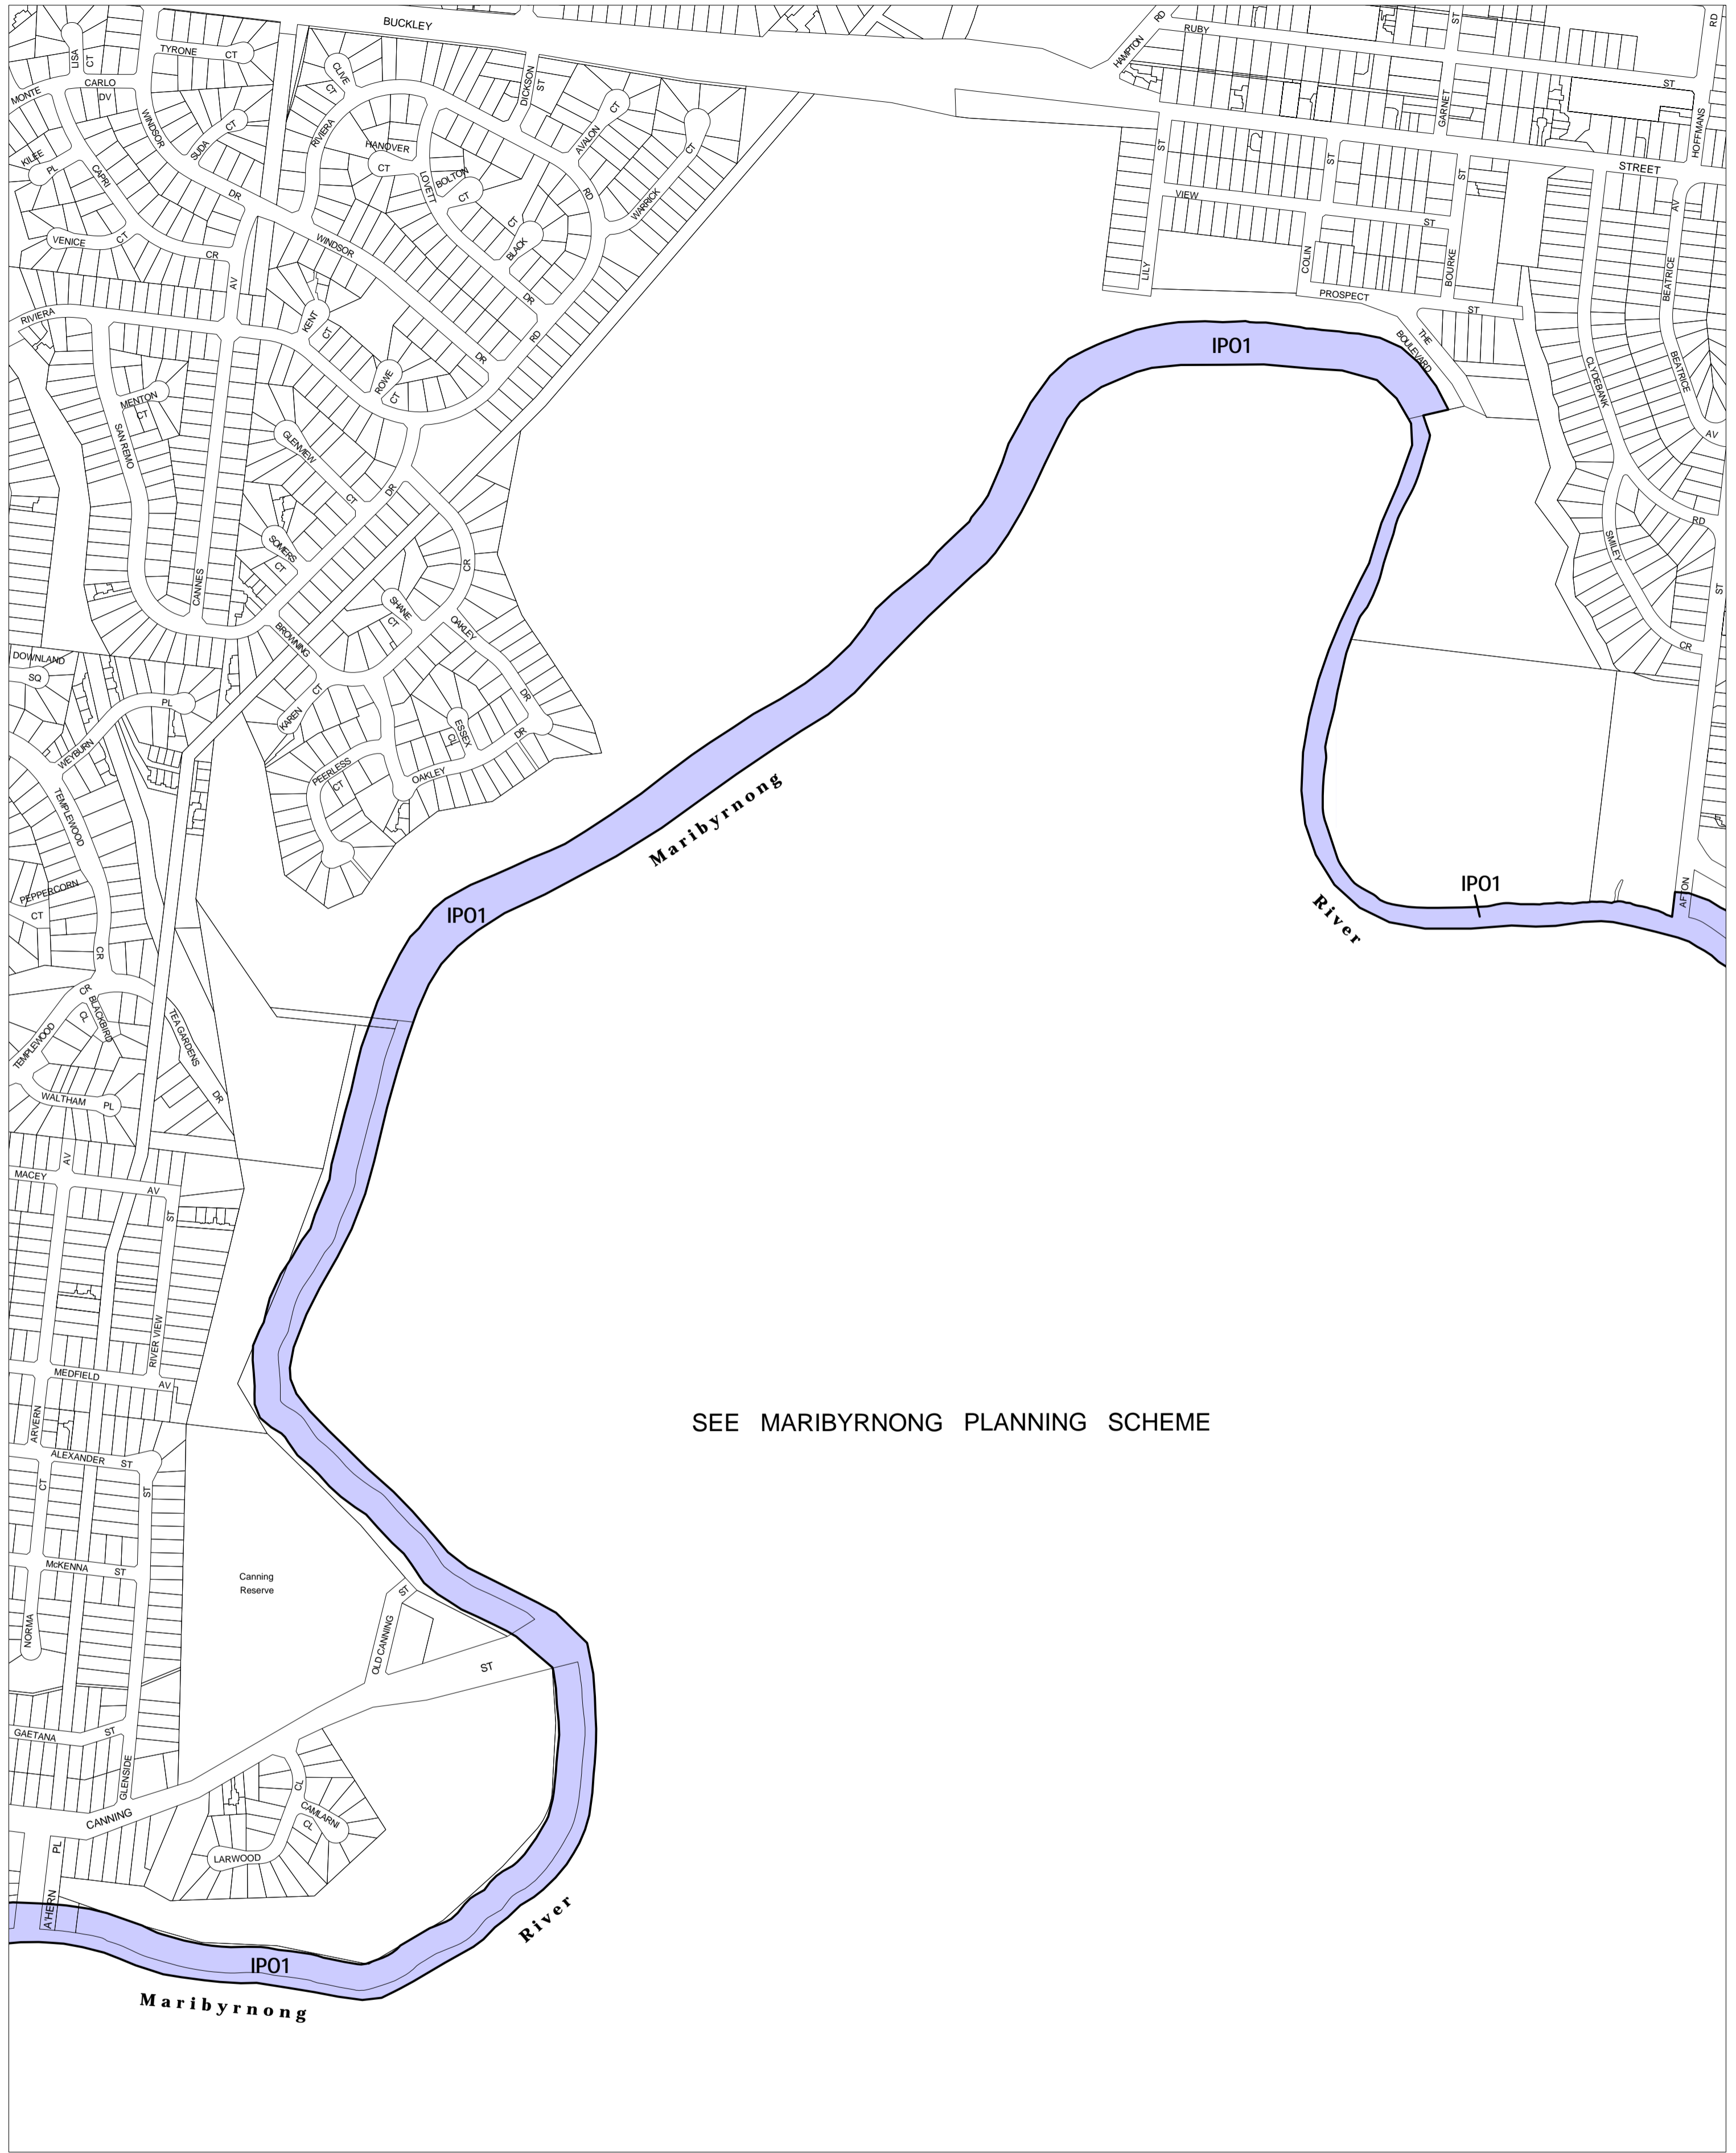 BUCKLEY
LISA
CT
TYRONE CT
CLIVE
CT
CARLO
DV
MONTE
WINDSOR
DR
SUDA
CT
KILEE
PL
CAPRI
CT
VENICE
CR
RIVIERA
HANOVER
CT
LOVETT
BOLTON
CT
DICKSON
ST
AVALON
CT
RD
WARRICK
CT
BLACK
CT
WINDSOR
DR
DR
RD
AV
KENT
CT
ROWE
CT
RIVIERA
MENTON
CT
SAN REMO
GLENVIEW
CT
DR
SOMERS
CT
CANNES
CR
SHANE
CT
BROWNING
OAKLEY
DR
KAREN
CT
ESSEX
CL
OAKLEY
DR
PEERLESS
CT
DOWNLAND
SQ
PL
WEYBURN
TEMPLEWOOD
CR
PEPPERCORN
CT
CR
TEMPLEWOOD
BLACKBIRD
CL
TEA GARDENS
DR
WALTHAM PL
AV
MACEY
AV
ST
RIVER VIEW
MEDFIELD
AV
ARVERN
CT
ALEXANDER ST
ST
McKENNA ST
NORMA
GAETANA
ST
GLENSIDE
CANNING
ST
OLD CANNING
ST
Canning
Reserve
CL
CAMLARNI
CL
LARWOOD
A'HERN
PL
HAMPTON
RD
RUBY
ST
ST
GARNET
RD
HOFFMANS
STREET
ST
LILY
VIEW
ST
ST
COLIN
ST
BOURKE
PROSPECT
ST
THE
BOULEVARD
CLYDEBANK
RD
BEATRICE
AV
BEATRICE
AV
SMILEY
CR
ST
AFTON
IPO1
IPO1
IPO1
IPO1
Maribyrnong
River
River
Maribyrnong
SEE MARIBYRNONG PLANNING SCHEME